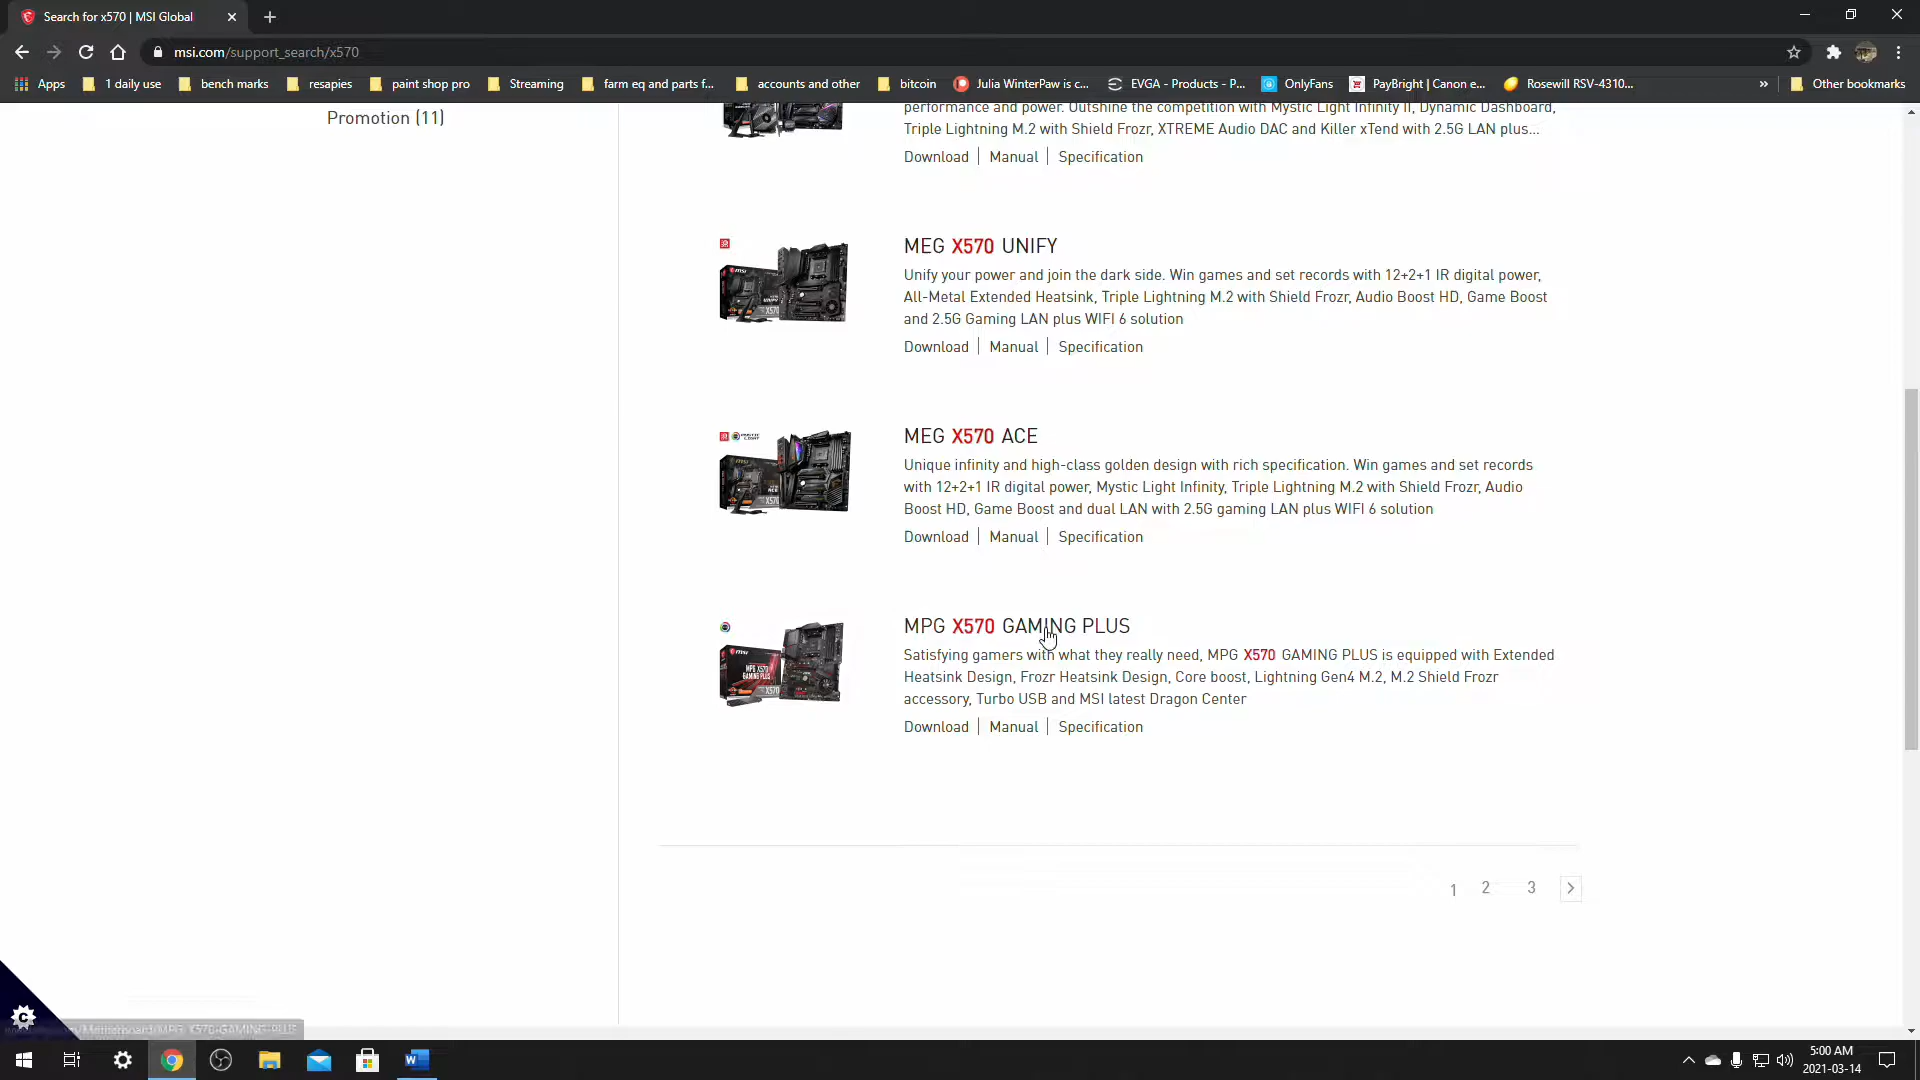 Search for x570 | MSI Global
msi.com/support_search/x570
Apps
1 daily use
bench marks
resapies
paint shop pro
Streaming
farm eq and parts f...
accounts and other
bitcoin
Julia WinterPaw is c...
EVGA - Products - P...
OnlyFans
PayBright | Canon e...
Rosewill RSV-4310...
»
Other bookmarks
Promotion (11)
performance and power. Outshine the competition with Mystic Light Infinity II, Dynamic Dashboard,
Triple Lightning M.2 with Shield Frozr, XTREME Audio DAC and Killer xTend with 2.5G LAN plus...
Download | Manual | Specification
MEG X570 UNIFY
Unify your power and join the dark side. Win games and set records with 12+2+1 IR digital power,
All-Metal Extended Heatsink, Triple Lightning M.2 with Shield Frozr, Audio Boost HD, Game Boost
and 2.5G Gaming LAN plus WIFI 6 solution
Download | Manual | Specification
MEG X570 ACE
Unique infinity and high-class golden design with rich specification. Win games and set records
with 12+2+1 IR digital power, Mystic Light Infinity, Triple Lightning M.2 with Shield Frozr, Audio
Boost HD, Game Boost and dual LAN with 2.5G gaming LAN plus WIFI 6 solution
Download | Manual | Specification
MPG X570 GAMING PLUS
Satisfying gamers with what they really need, MPG X570 GAMING PLUS is equipped with Extended
Heatsink Design, Frozr Heatsink Design, Core boost, Lightning Gen4 M.2, M.2 Shield Frozr
accessory, Turbo USB and MSI latest Dragon Center
Download | Manual | Specification
1 2 3 >
5:00 AM
2021-03-14